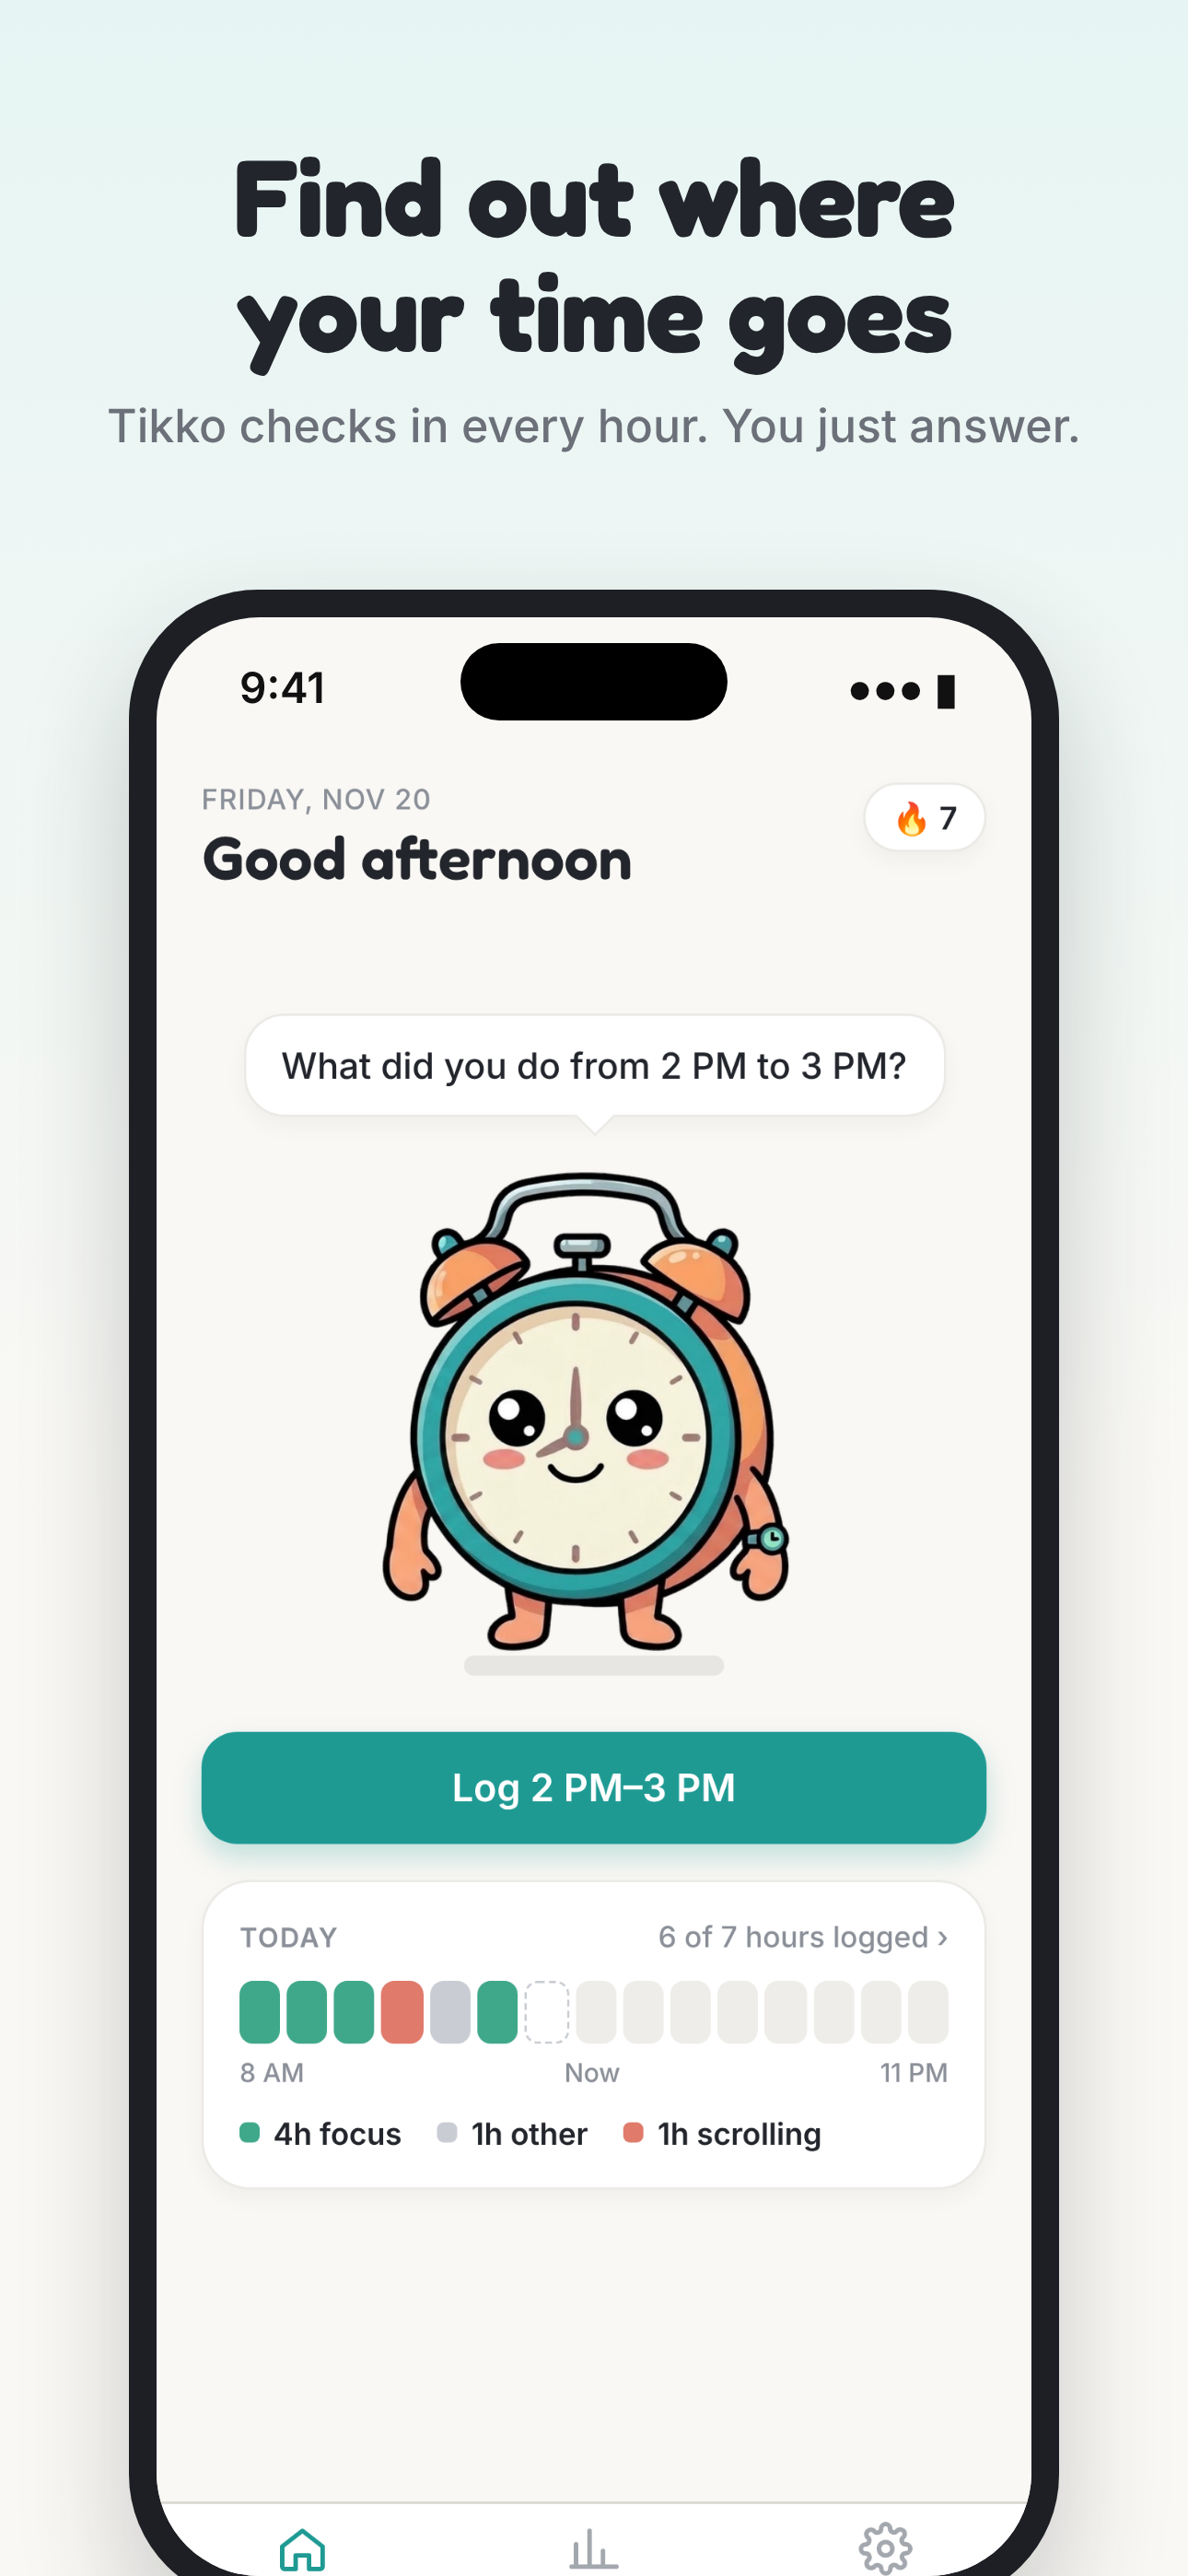 Find out where
your time goes
Tikko checks in every hour. You just answer.
9:41
FRIDAY, NOV 20
🔥 7
Good afternoon
What did you do from 2 PM to 3 PM?
Log 2 PM–3 PM
TODAY
6 of 7 hours logged ›
8 AM
Now
11 PM
4h focus
1h other
1h scrolling